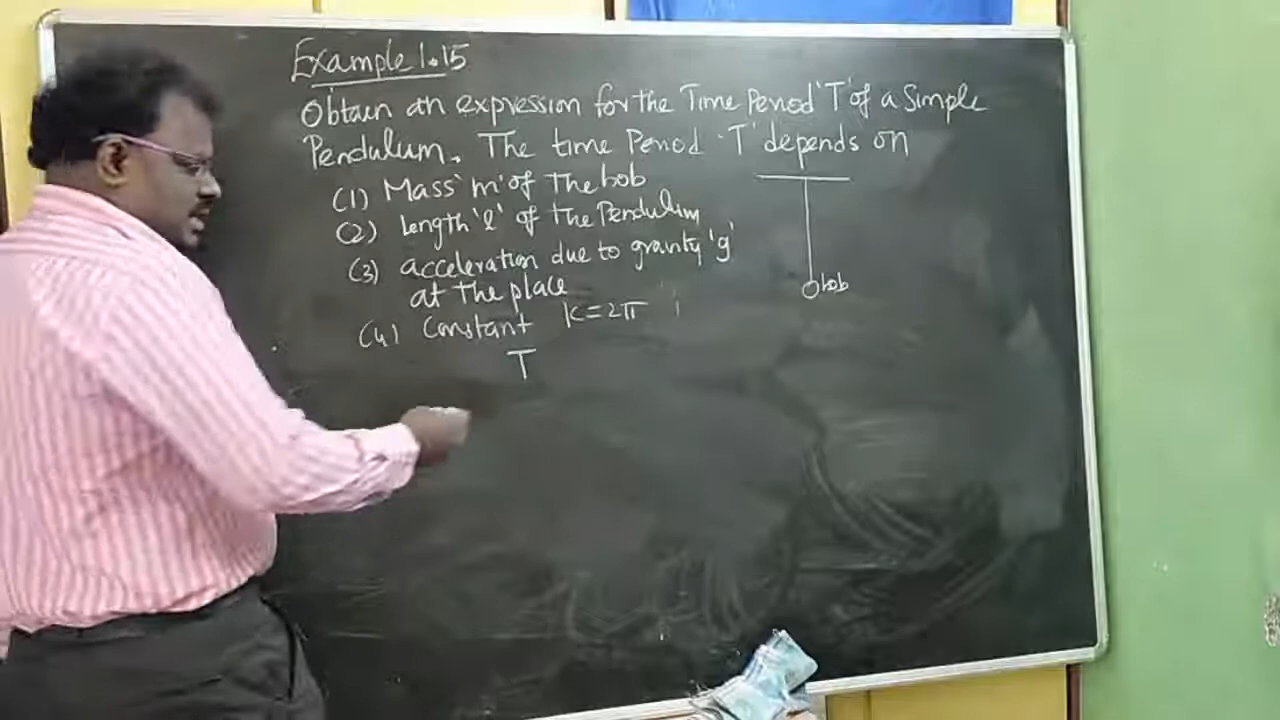 Example 1.15
Obtain an expression for the Time Period 'T' of a Simple
Pendulum. The time Period 'T' depends on
(1) Mass 'm' of the bob
(2) length 'l' of the Pendulum
(3) acceleration due to gravity 'g'
at the place
(4) Constant K=2π
T
bob